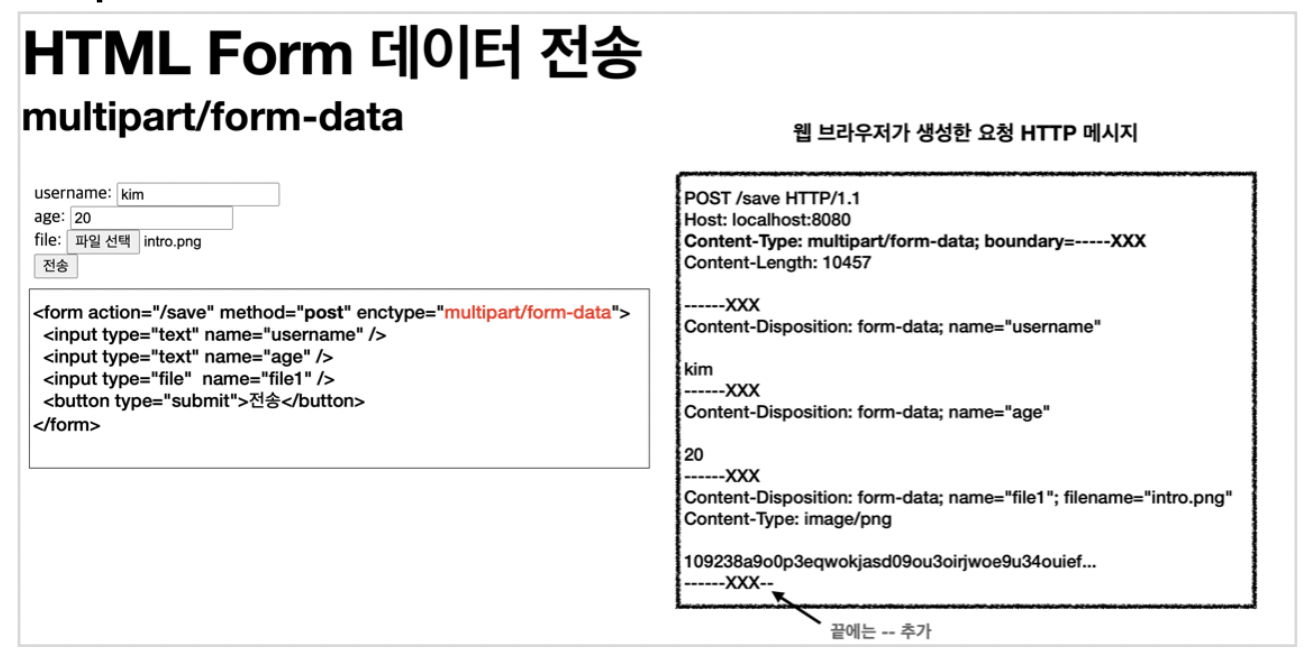 HTML Form 데이터 전송
multipart/form-data
username: kim
age: 20
file: 파일 선택 intro.png
전송
<form action="/save" method="post" enctype="multipart/form-data">
<input type="text" name="username" />
<input type="text" name="age" />
<input type="file" name="file1" />
<button type="submit">전송</button>
</form>
웹 브라우저가 생성한 요청 HTTP 메시지
POST /save HTTP/1.1
Host: localhost:8080
Content-Type: multipart/form-data; boundary=-----XXX
Content-Length: 10457
------XXX
Content-Disposition: form-data; name="username"
kim
------XXX
Content-Disposition: form-data; name="age"
20
------XXX
Content-Disposition: form-data; name="file1"; filename="intro.png"
Content-Type: image/png
109238a9o0p3eqwokjasd09ou3oirjwoe9u34ouief...
------XXX--
끝에는 -- 추가